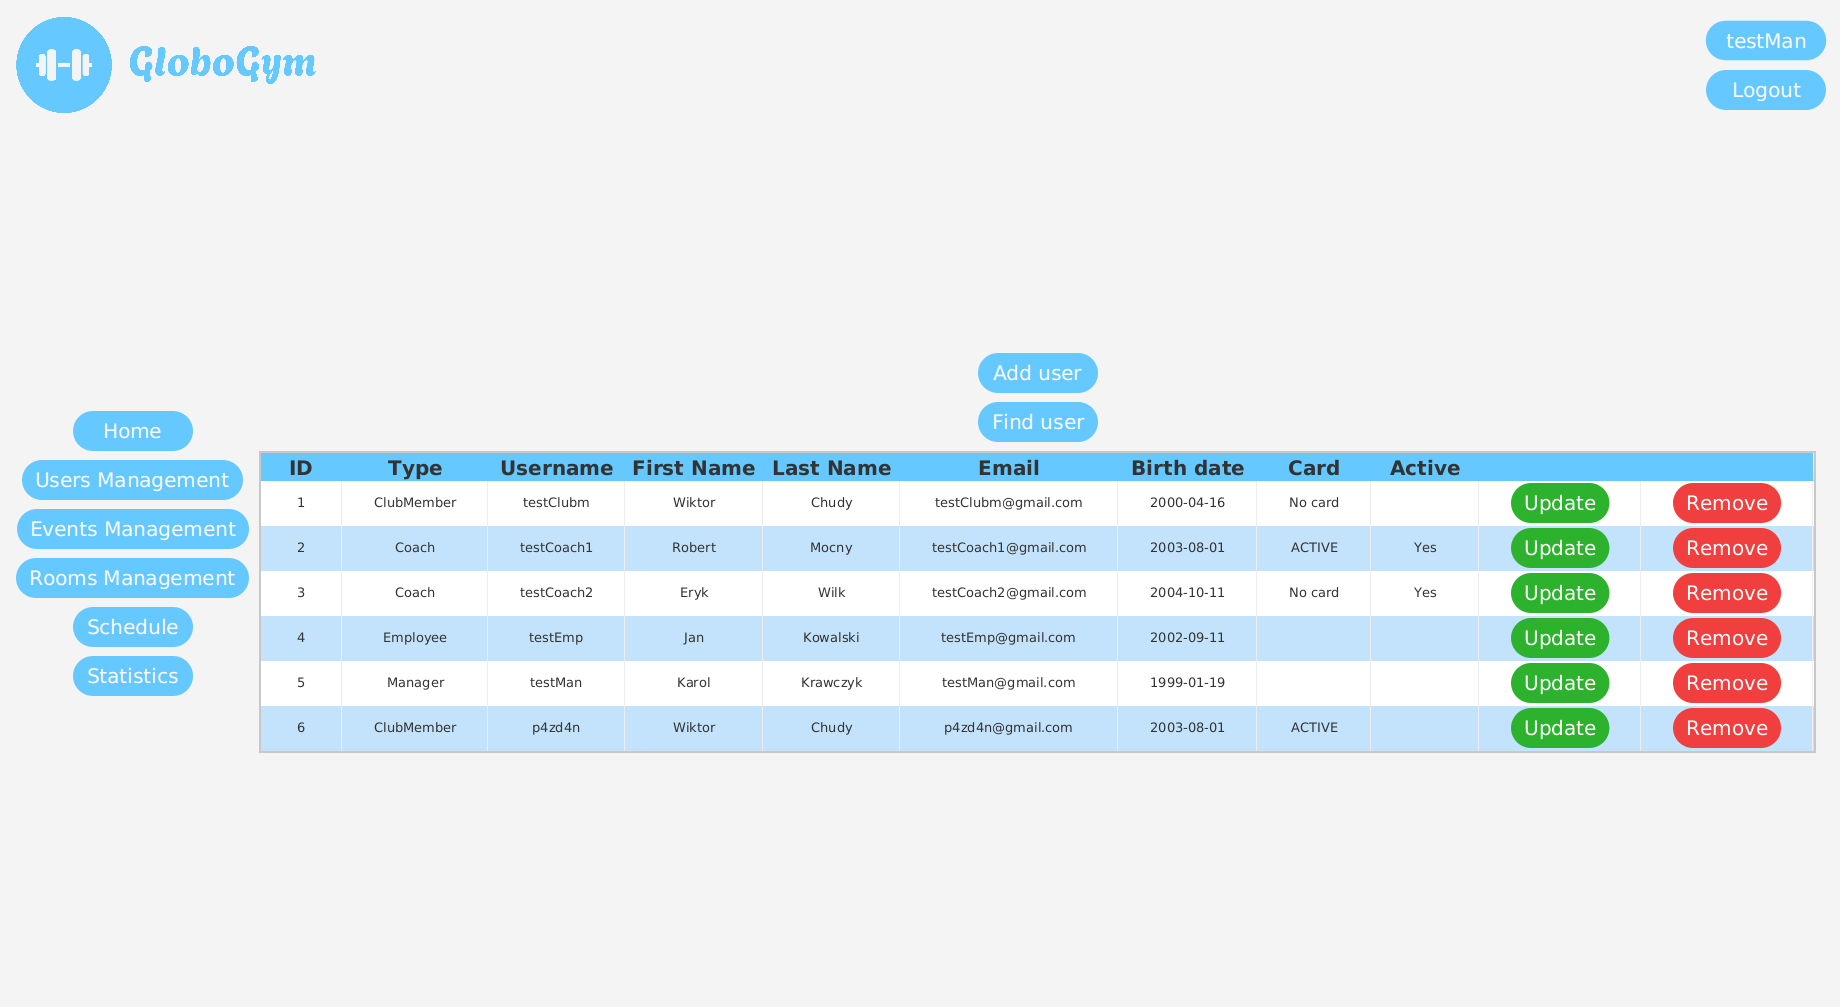 GloboGym
testMan
Logout
Add user
Find user
Home
Users Management
Events Management
Rooms Management
Schedule
Statistics
ID Type Username First Name Last Name Email Birth date Card Active
1 ClubMember testClubm Wiktor Chudy testClubm@gmail.com 2000-04-16 No card Update Remove
2 Coach testCoach1 Robert Mocny testCoach1@gmail.com 2003-08-01 ACTIVE Yes Update Remove
3 Coach testCoach2 Eryk Wilk testCoach2@gmail.com 2004-10-11 No card Yes Update Remove
4 Employee testEmp Jan Kowalski testEmp@gmail.com 2002-09-11 Update Remove
5 Manager testMan Karol Krawczyk testMan@gmail.com 1999-01-19 Update Remove
6 ClubMember p4zd4n Wiktor Chudy p4zd4n@gmail.com 2003-08-01 ACTIVE Update Remove